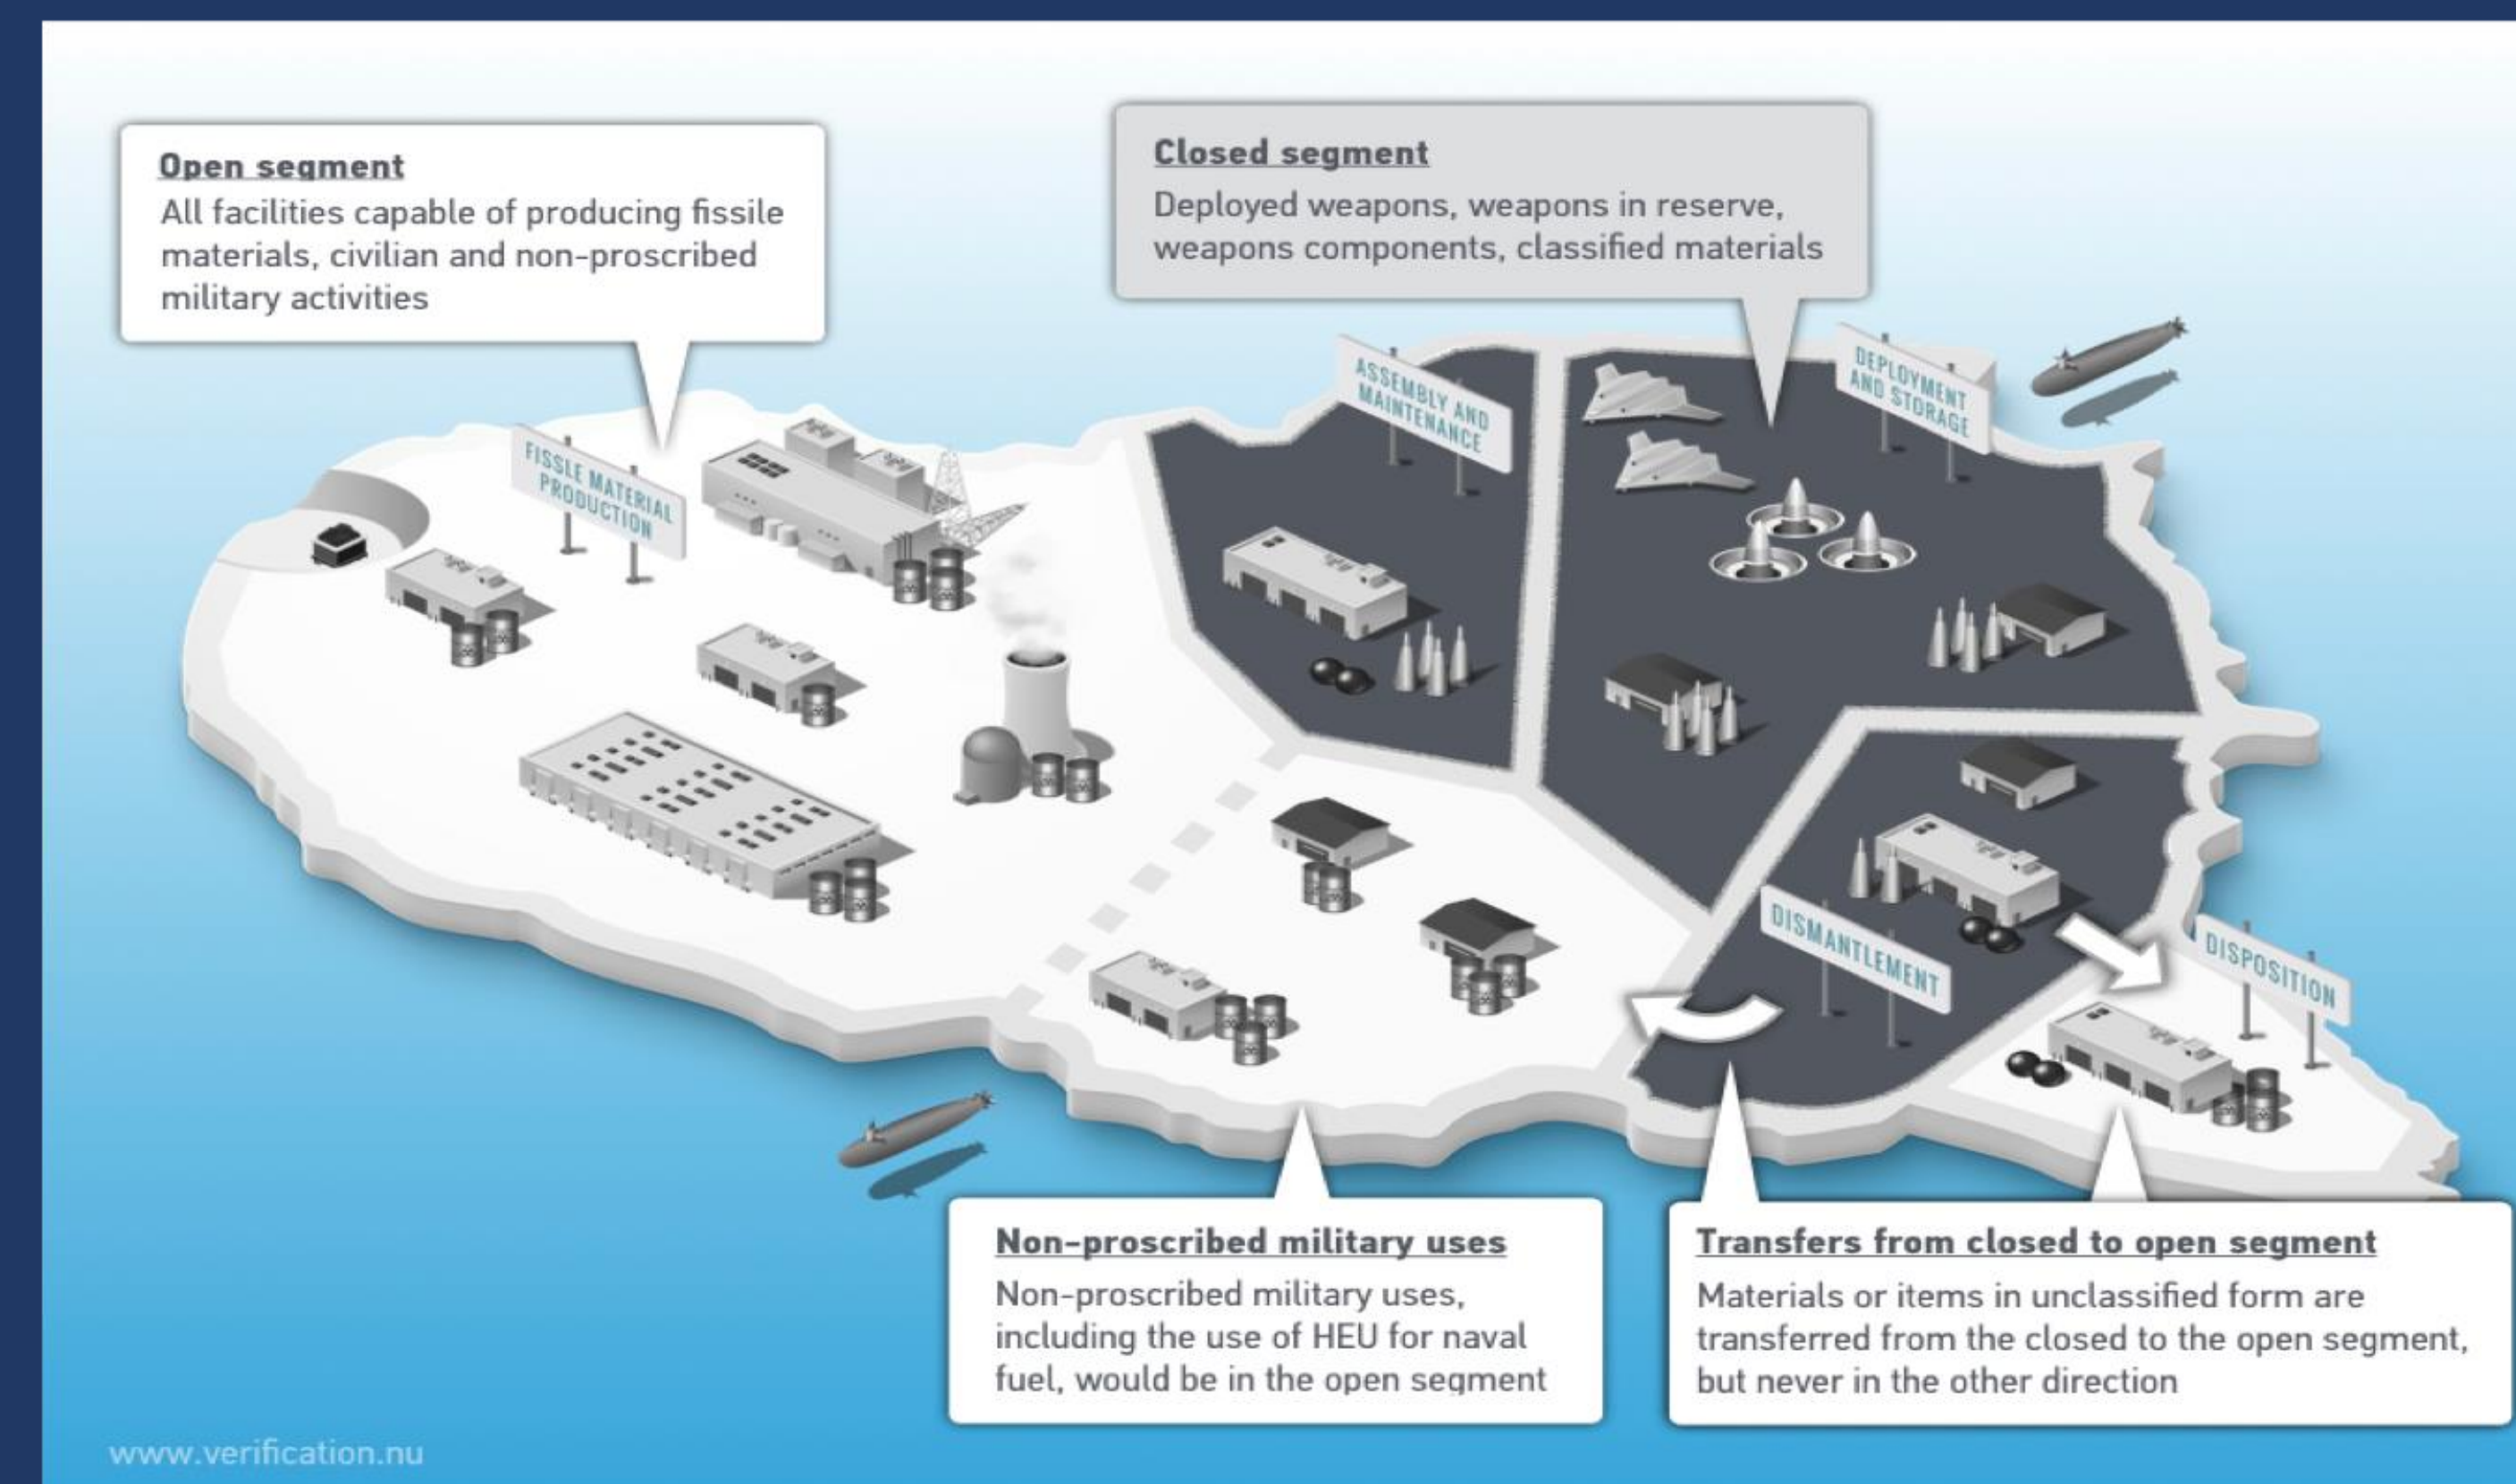 Open segment
All facilities capable of producing fissile
materials, civilian and non-proscribed
military activities
Closed segment
Deployed weapons, weapons in reserve,
weapons components, classified materials
FISSLE MATERIAL
PRODUCTION
ASSEMBLY AND
MAINTENANCE
DEPLOYMENT
AND STORAGE
DISMANTLEMENT
DISPOSITION
Non-proscribed military uses
Non-proscribed military uses,
including the use of HEU for naval
fuel, would be in the open segment
Transfers from closed to open segment
Materials or items in unclassified form are
transferred from the closed to the open segment,
but never in the other direction
www.verification.nu